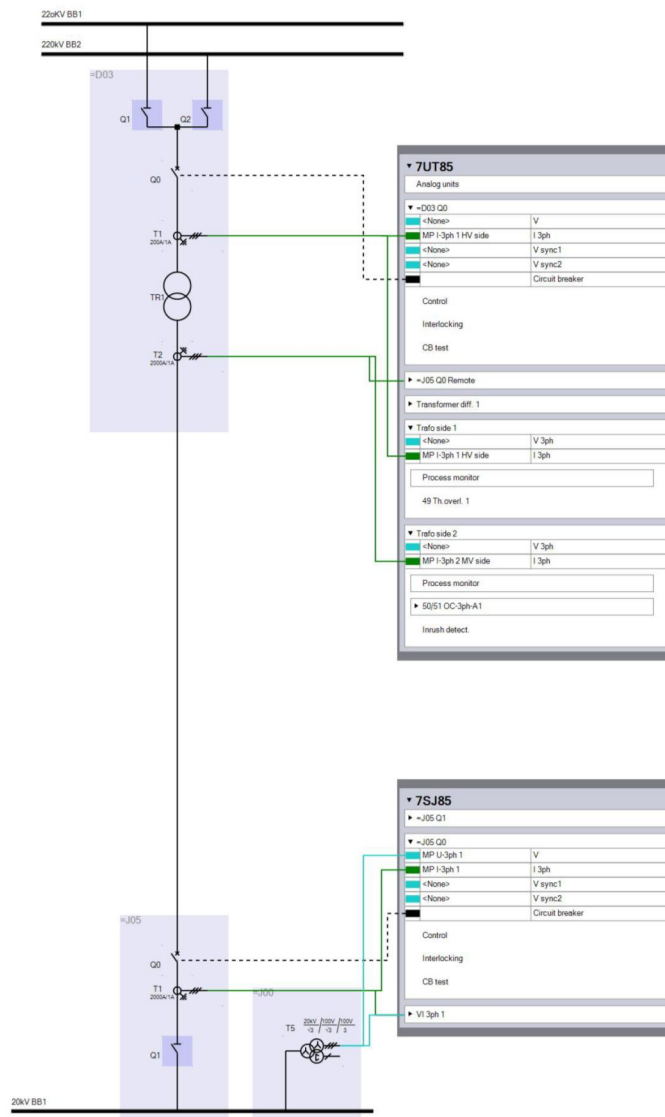 22oKV BB1
220kV BB2
=D03
Q1
Q2
Q0
T1
200A/1A
TR1
T2
2000A/1A
7UT85
Analog units
=D03 Q0
<None> V
MP I-3ph 1 HV side I 3ph
<None> V sync1
<None> V sync2
Circuit breaker
Control
Interlocking
CB test
=J05 Q0 Remote
Transformer diff. 1
Trafo side 1
<None> V 3ph
MP I-3ph 1 HV side I 3ph
Process monitor
49 Th.overl. 1
Trafo side 2
<None> V 3ph
MP I-3ph 2 MV side I 3ph
Process monitor
50/51 OC-3ph-A1
Inrush detect.
7SJ85
=J05 Q1
=J05 Q0
MP U-3ph 1 V
MP I-3ph 1 I 3ph
<None> V sync1
<None> V sync2
Circuit breaker
Control
Interlocking
CB test
VI 3ph 1
=J05
Q0
T1
2000A/1A
Q1
=J00
T5
20kV / 100V / 100V
√3 / √3 / 3
20kV BB1